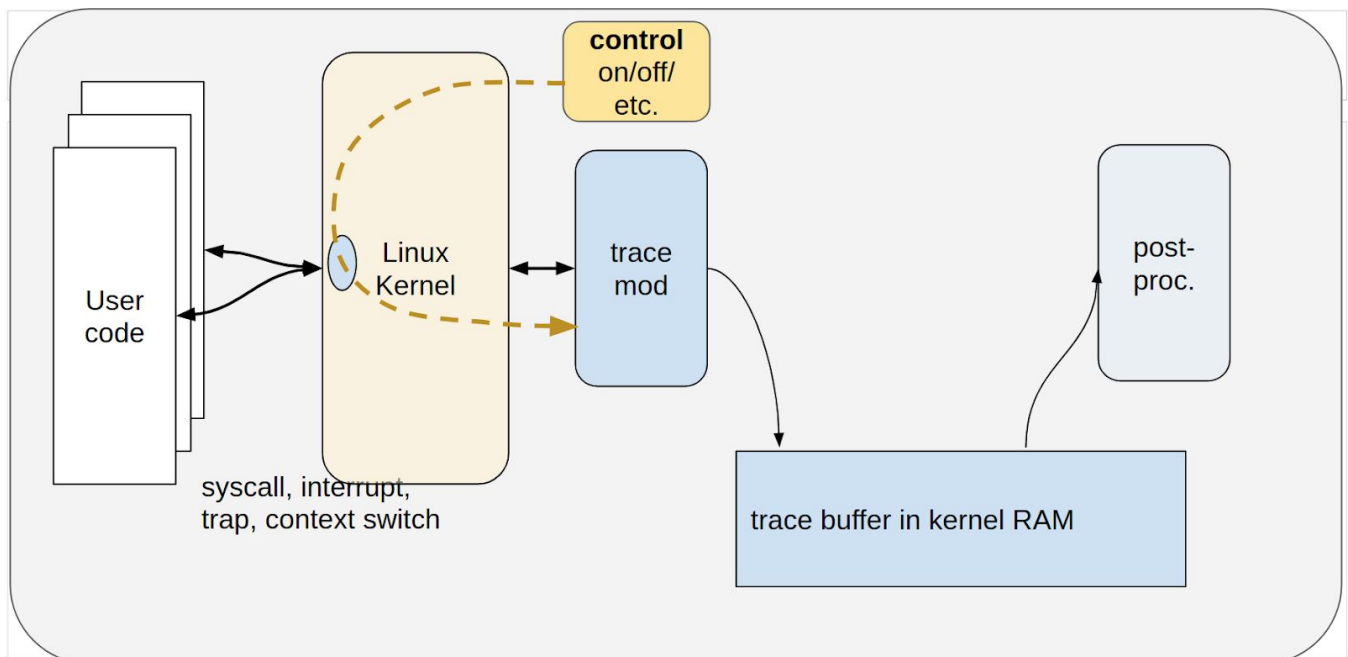 control
on/off/
etc.
User
code
Linux
Kernel
trace
mod
post-
proc.
syscall, interrupt,
trap, context switch
trace buffer in kernel RAM